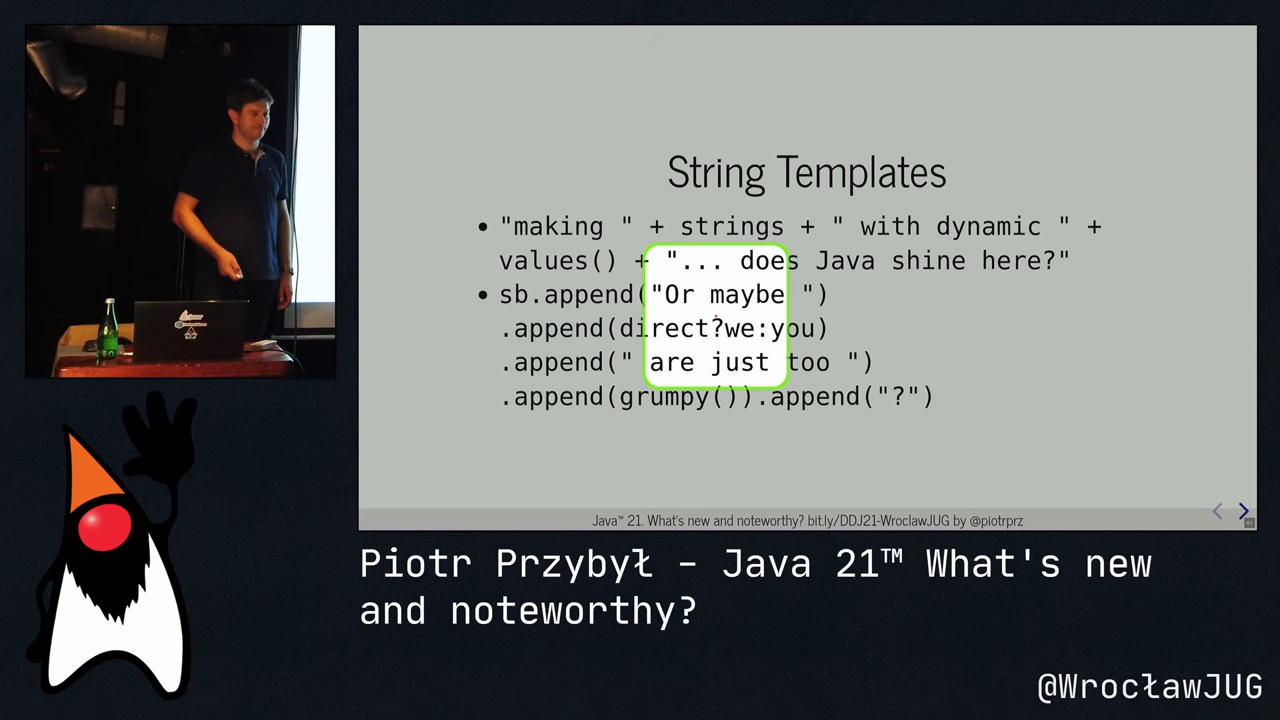 String Templates
• "making " + strings + " with dynamic " +
values() + "... does Java shine here?"
• sb.append("Or maybe ")
.append(direct?we:you)
.append(" are just too ")
.append(grumpy()).append("?")
Java™ 21. What's new and noteworthy? bit.ly/DDJ21-WroclawJUG by @piotrprz
Piotr Przybył – Java 21™ What's new
and noteworthy?
@WrocławJUG